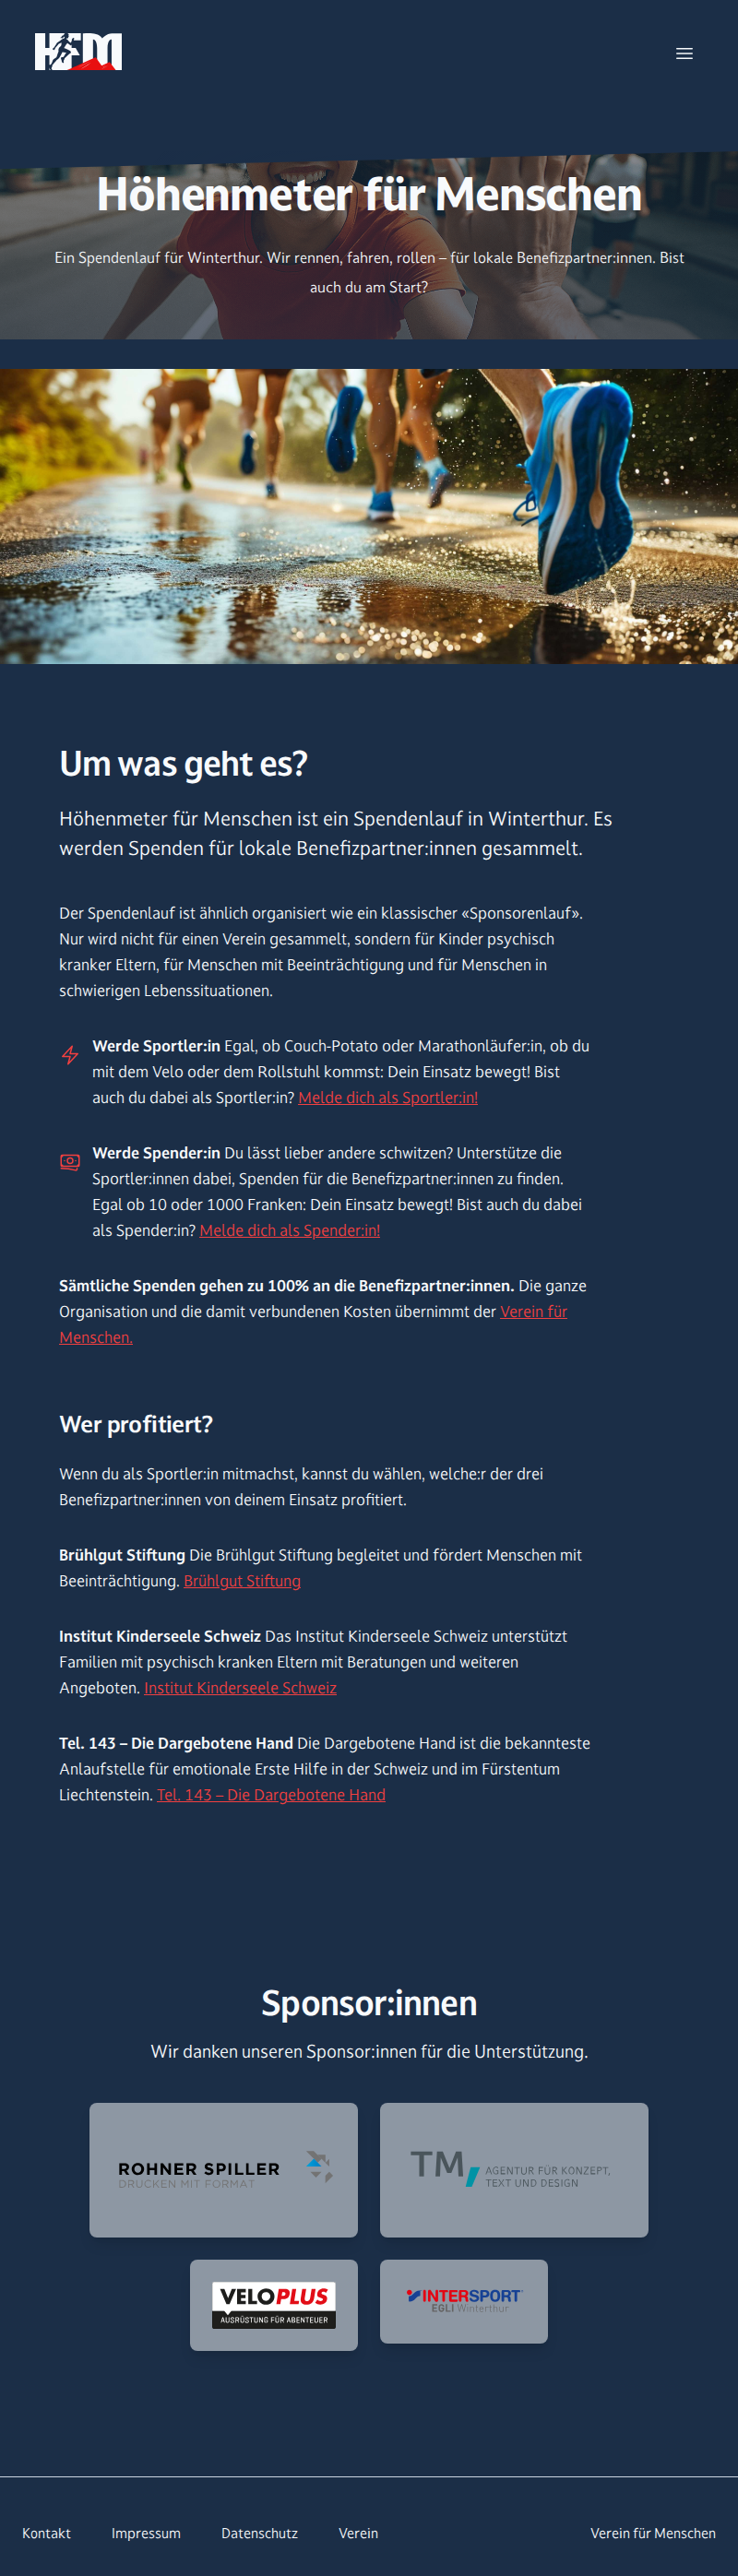 HFM
Höhenmeter für Menschen
Ein Spendenlauf für Winterthur. Wir rennen, fahren, rollen – für lokale Benefizpartner:innen. Bist
auch du am Start?
Um was geht es?
Höhenmeter für Menschen ist ein Spendenlauf in Winterthur. Es
werden Spenden für lokale Benefizpartner:innen gesammelt.
Der Spendenlauf ist ähnlich organisiert wie ein klassischer «Sponsorenlauf».
Nur wird nicht für einen Verein gesammelt, sondern für Kinder psychisch
kranker Eltern, für Menschen mit Beeinträchtigung und für Menschen in
schwierigen Lebenssituationen.
Werde Sportler:in Egal, ob Couch-Potato oder Marathonläufer:in, ob du
mit dem Velo oder dem Rollstuhl kommst: Dein Einsatz bewegt! Bist
auch du dabei als Sportler:in? Melde dich als Sportler:in!
Werde Spender:in Du lässt lieber andere schwitzen? Unterstütze die
Sportler:innen dabei, Spenden für die Benefizpartner:innen zu finden.
Egal ob 10 oder 1000 Franken: Dein Einsatz bewegt! Bist auch du dabei
als Spender:in? Melde dich als Spender:in!
Sämtliche Spenden gehen zu 100% an die Benefizpartner:innen. Die ganze
Organisation und die damit verbundenen Kosten übernimmt der Verein für
Menschen.
Wer profitiert?
Wenn du als Sportler:in mitmachst, kannst du wählen, welche:r der drei
Benefizpartner:innen von deinem Einsatz profitiert.
Brühlgut Stiftung Die Brühlgut Stiftung begleitet und fördert Menschen mit
Beeinträchtigung. Brühlgut Stiftung
Institut Kinderseele Schweiz Das Institut Kinderseele Schweiz unterstützt
Familien mit psychisch kranken Eltern mit Beratungen und weiteren
Angeboten. Institut Kinderseele Schweiz
Tel. 143 – Die Dargebotene Hand Die Dargebotene Hand ist die bekannteste
Anlaufstelle für emotionale Erste Hilfe in der Schweiz und im Fürstentum
Liechtenstein. Tel. 143 – Die Dargebotene Hand
Sponsor:innen
Wir danken unseren Sponsor:innen für die Unterstützung.
ROHNER SPILLER
DRUCKEN MIT FORMAT
TM,
AGENTUR FÜR KONZEPT,
TEXT UND DESIGN
VELOPLUS
AUSRÜSTUNG FÜR ABENTEUER
INTERSPORT
EGLI Winterthur
Kontakt Impressum Datenschutz Verein Verein für Menschen